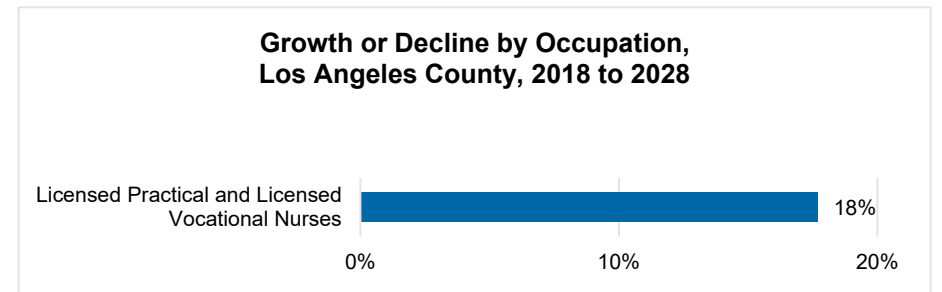 Growth or Decline by Occupation,
Los Angeles County, 2018 to 2028
Licensed Practical and Licensed
Vocational Nurses
18%
0%
10%
20%